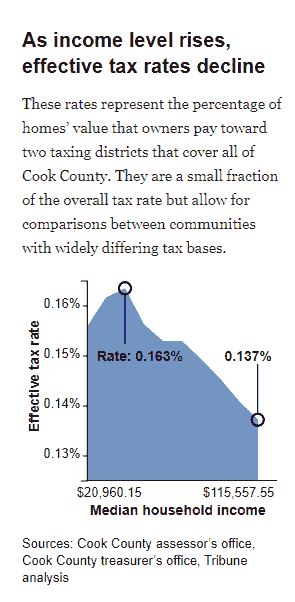 As income level rises,
effective tax rates decline
These rates represent the percentage of
homes’ value that owners pay toward
two taxing districts that cover all of
Cook County. They are a small fraction
of the overall tax rate but allow for
comparisons between communities
with widely differing tax bases.
0.16%
0.15%
0.14%
0.13%
Effective tax rate
Rate: 0.163%
0.137%
$20,960.15
$115,557.55
Median household income
Sources: Cook County assessor’s office,
Cook County treasurer’s office, Tribune
analysis